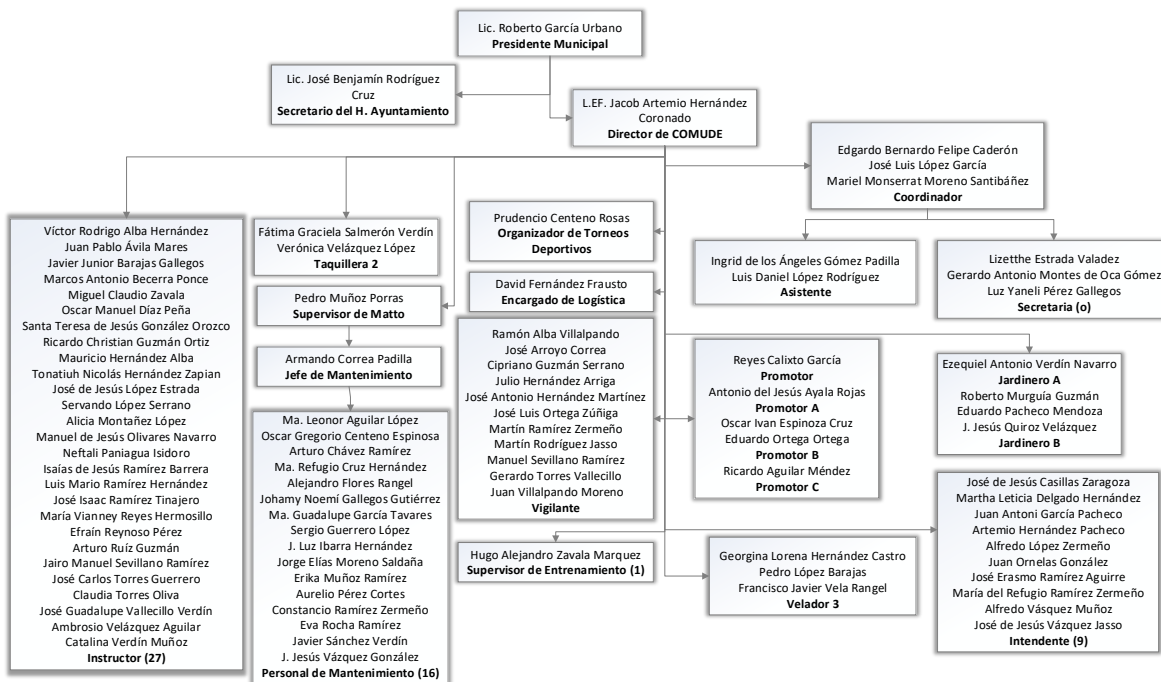 Lic. Roberto García Urbano
Presidente Municipal
Lic. José Benjamín Rodríguez
Cruz
Secretario del H. Ayuntamiento
L.EF. Jacob Artemio Hernández
Coronado
Director de COMUDE
Edgardo Bernardo Felipe Caderón
José Luis López García
Mariel Monserrat Moreno Santibáñez
Coordinador
Víctor Rodrigo Alba Hernández
Juan Pablo Ávila Mares
Javier Junior Barajas Gallegos
Marcos Antonio Becerra Ponce
Miguel Claudio Zavala
Oscar Manuel Díaz Peña
Santa Teresa de Jesús González Orozco
Ricardo Christian Guzmán Ortiz
Mauricio Hernández Alba
Tonatiuh Nicolás Hernández Zapian
José de Jesús López Estrada
Servando López Serrano
Alicia Montañez López
Manuel de Jesús Olivares Navarro
Neftali Paniagua Isidoro
Isaías de Jesús Ramírez Barrera
Luis Mario Ramírez Hernández
José Isaac Ramírez Tinajero
María Vianney Reyes Hermosillo
Efraín Reynoso Pérez
Arturo Ruíz Guzmán
Jairo Manuel Sevillano Ramírez
José Carlos Torres Guerrero
Claudia Torres Oliva
José Guadalupe Vallecillo Verdín
Ambrosio Velázquez Aguilar
Catalina Verdín Muñoz
Instructor (27)
Fátima Graciela Salmerón Verdín
Verónica Velázquez López
Taquillera 2
Pedro Muñoz Porras
Supervisor de Matto
Armando Correa Padilla
Jefe de Mantenimiento
Ma. Leonor Aguilar López
Oscar Gregorio Centeno Espinosa
Arturo Chávez Ramírez
Ma. Refugio Cruz Hernández
Alejandro Flores Rangel
Johamy Noemí Gallegos Gutiérrez
Ma. Guadalupe García Tavares
Sergio Guerrero López
J. Luz Ibarra Hernández
Jorge Elías Moreno Saldaña
Erika Muñoz Ramírez
Aurelio Pérez Cortes
Constancio Ramírez Zermeño
Eva Rocha Ramírez
Javier Sánchez Verdín
J. Jesús Vázquez González
Personal de Mantenimiento (16)
Prudencio Centeno Rosas
Organizador de Torneos
Deportivos
David Fernández Frausto
Encargado de Logística
Ramón Alba Villalpando
José Arroyo Correa
Cipriano Guzmán Serrano
Julio Hernández Arriga
José Antonio Hernández Martínez
José Luis Ortega Zúñiga
Martín Ramírez Zermeño
Martín Rodríguez Jasso
Manuel Sevillano Ramírez
Gerardo Torres Vallecillo
Juan Villalpando Moreno
Vigilante
Hugo Alejandro Zavala Marquez
Supervisor de Entrenamiento (1)
Ingrid de los Ángeles Gómez Padilla
Luis Daniel López Rodríguez
Asistente
Lizetthe Estrada Valadez
Gerardo Antonio Montes de Oca Gómez
Luz Yaneli Pérez Gallegos
Secretaria (o)
Reyes Calixto García
Promotor
Antonio del Jesús Ayala Rojas
Promotor A
Oscar Ivan Espinoza Cruz
Eduardo Ortega Ortega
Promotor B
Ricardo Aguilar Méndez
Promotor C
Ezequiel Antonio Verdín Navarro
Jardinero A
Roberto Murguía Guzmán
Eduardo Pacheco Mendoza
J. Jesús Quiroz Velázquez
Jardinero B
Georgina Lorena Hernández Castro
Pedro López Barajas
Francisco Javier Vela Rangel
Velador 3
José de Jesús Casillas Zaragoza
Martha Leticia Delgado Hernández
Juan Antoni García Pacheco
Artemio Hernández Pacheco
Alfredo López Zermeño
Juan Ornelas González
José Erasmo Ramírez Aguirre
María del Refugio Ramírez Zermeño
Alfredo Vásquez Muñoz
José de Jesús Vázquez Jasso
Intendente (9)